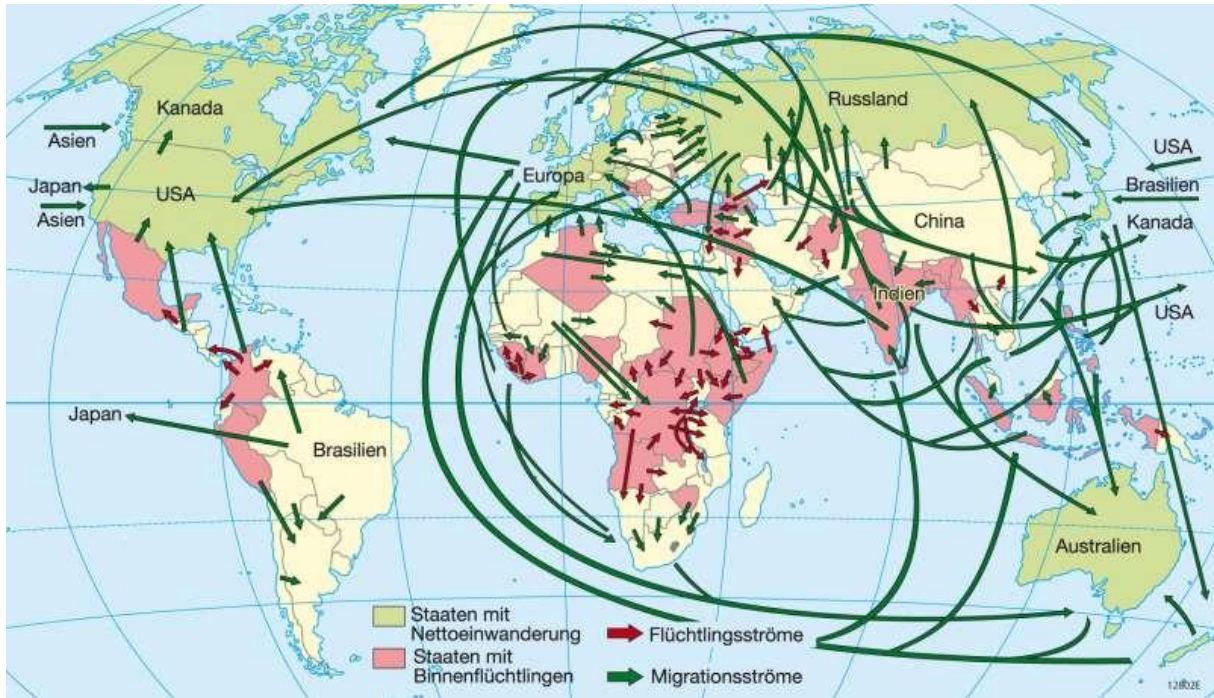 Kanada
Russland
Asien
USA
Japan
USA
Europa
Brasilien
Asien
China
Kanada
Indien
USA
Japan
Brasilien
Australien
Staaten mit
Nettoeinwanderung
Flüchtlingsströme
Staaten mit
Binnenflüchtlingen
Migrationsströme
12802E